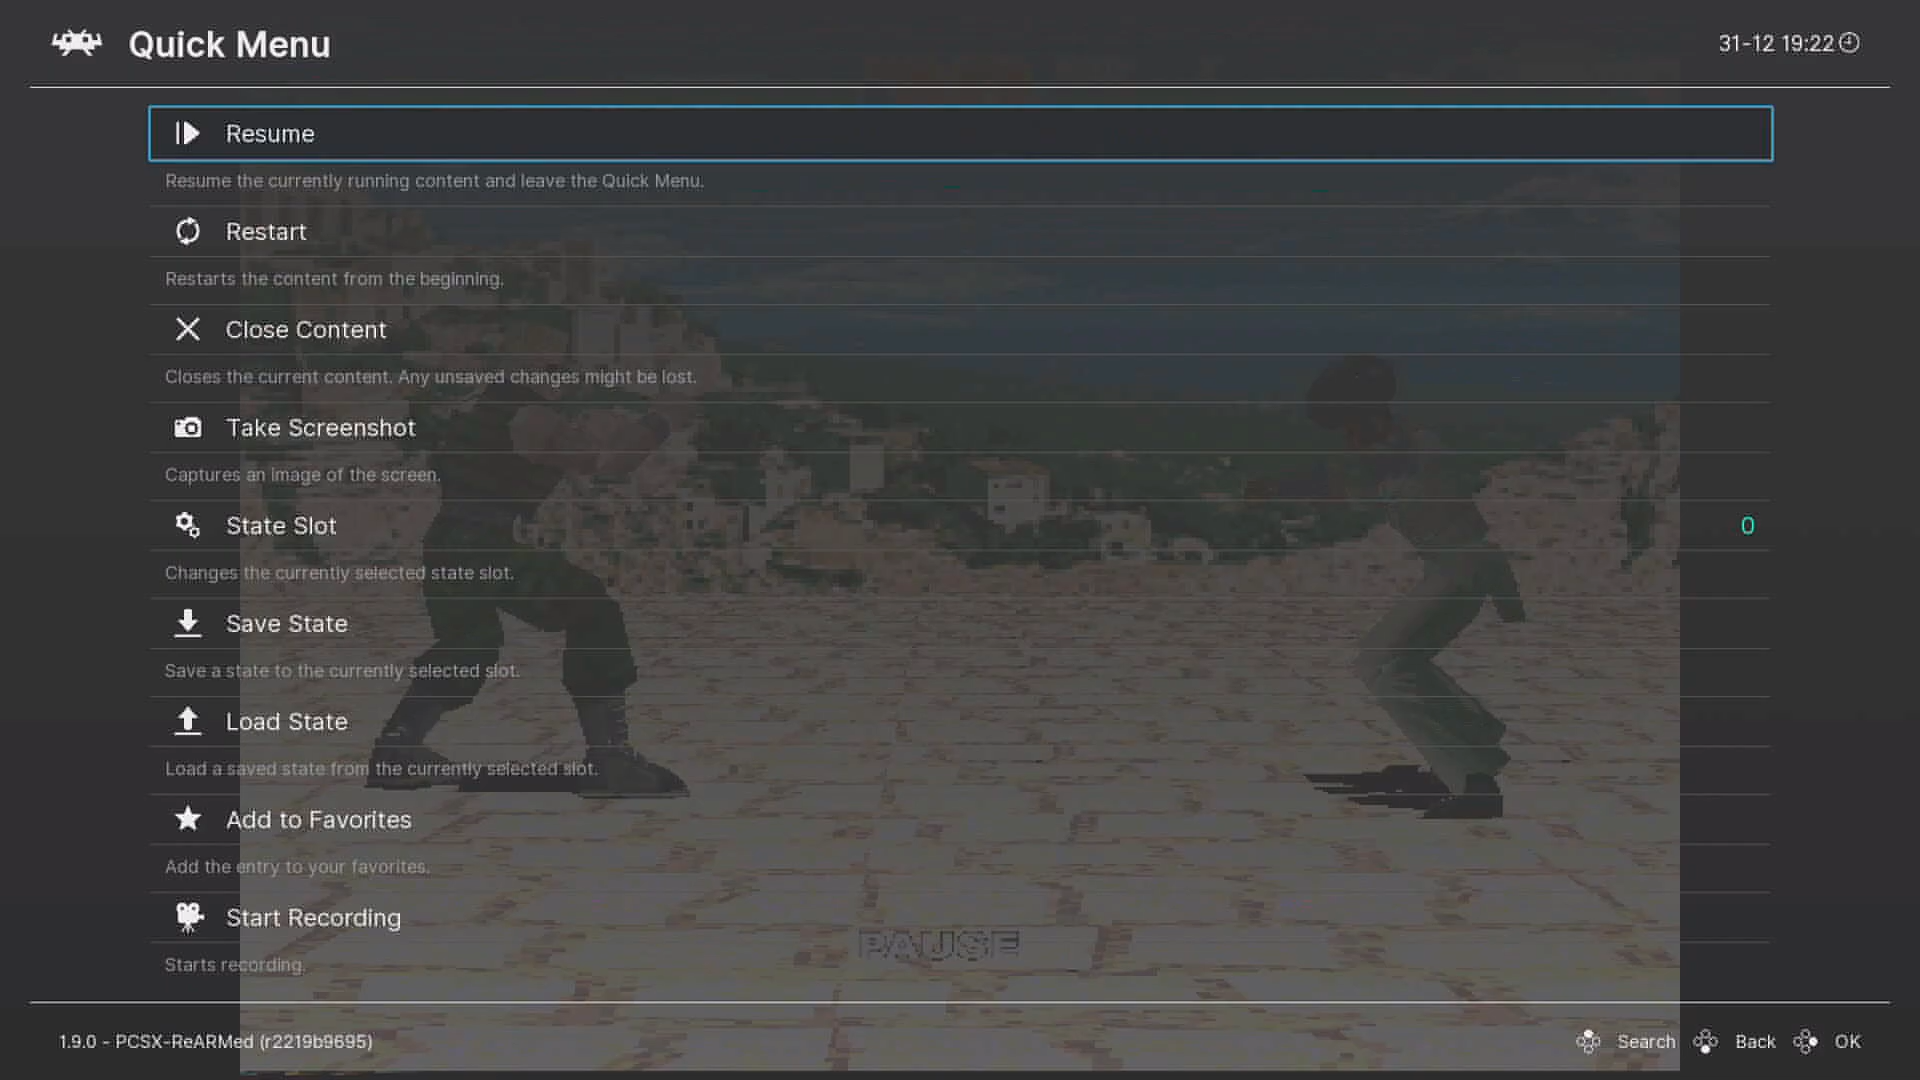 Quick Menu
31-12 19:22
Resume
Resume the currently running content and leave the Quick Menu.
Restart
Restarts the content from the beginning.
Close Content
Closes the current content. Any unsaved changes might be lost.
Take Screenshot
Captures an image of the screen.
State Slot
0
Changes the currently selected state slot.
Save State
Save a state to the currently selected slot.
Load State
Load a saved state from the currently selected slot.
Add to Favorites
Add the entry to your favorites.
Start Recording
PAUSE
Starts recording.
1.9.0 - PCSX-ReARMed (r2219b9695)
Search Back OK